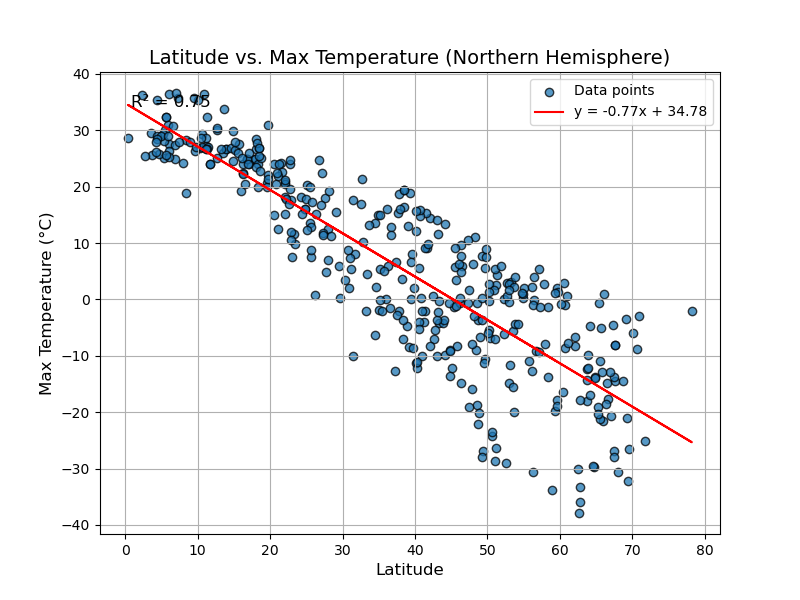 Latitude vs. Max Temperature (Northern Hemisphere)
R² = 0.75
Data points
y = -0.77x + 34.78
Max Temperature (°C)
40
30
20
10
0
−10
−20
−30
−40
0 10 20 30 40 50 60 70 80
Latitude